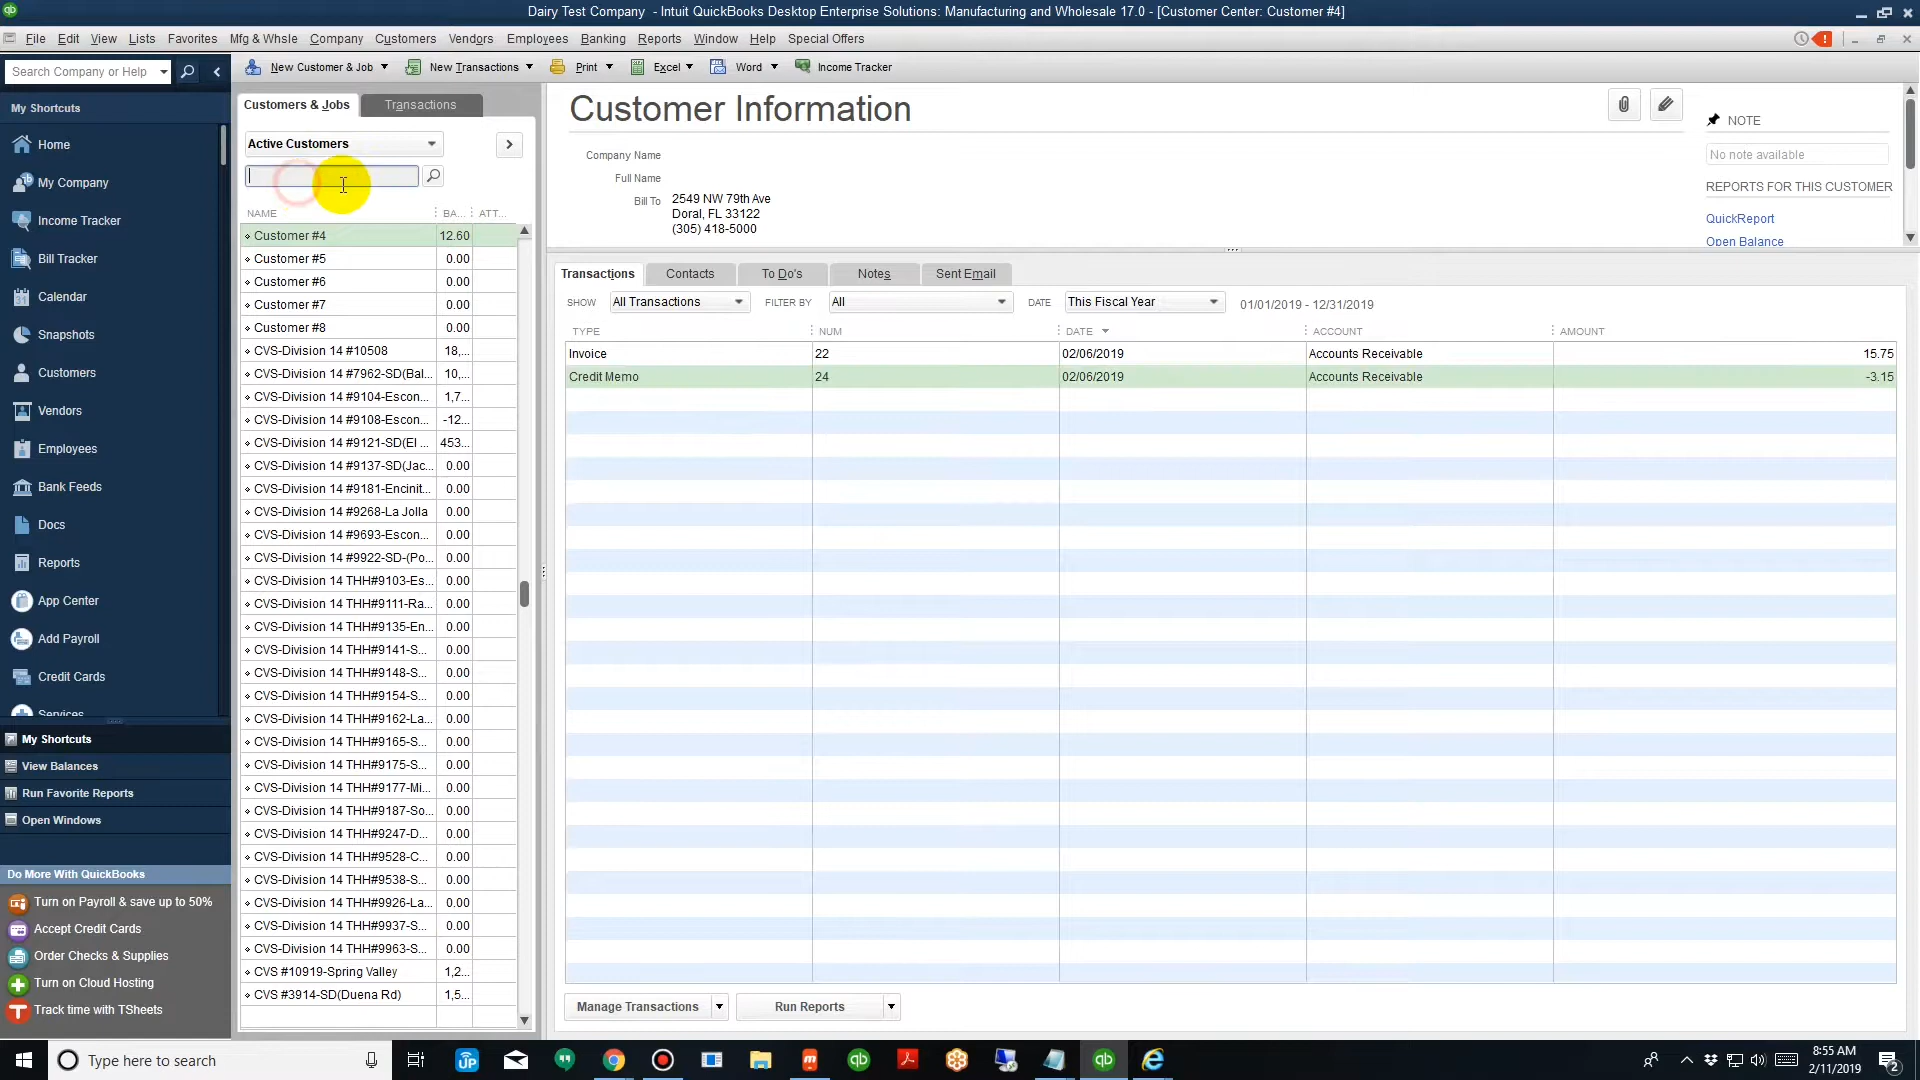 Dairy Test Company - Intuit QuickBooks Desktop Enterprise Solutions: Manufacturing and Wholesale 17.0 - [Customer Center: Customer #4]
File Edit View Lists Favorites Mfg & Whsle Company Customers Vendors Employees Banking Reports Window Help Special Offers
Search Company or Help
New Customer & Job New Transactions Print Excel Word Income Tracker
My Shortcuts
Home
My Company
Income Tracker
Bill Tracker
Calendar
Snapshots
Customers
Vendors
Employees
Bank Feeds
Docs
Reports
App Center
Add Payroll
Credit Cards
Services
My Shortcuts
View Balances
Run Favorite Reports
Open Windows
Do More With QuickBooks
Turn on Payroll & save up to 50%
Accept Credit Cards
Order Checks & Supplies
Turn on Cloud Hosting
Track time with TSheets
Customers & Jobs Transactions
Active Customers
NAME BA... ATT...
Customer #4 12.60
Customer #5 0.00
Customer #6 0.00
Customer #7 0.00
Customer #8 0.00
CVS-Division 14 #10508 18,...
CVS-Division 14 #7962-SD(Bal... 10,...
CVS-Division 14 #9104-Escon... 1,7...
CVS-Division 14 #9108-Escon... -12...
CVS-Division 14 #9121-SD(El ... 453...
CVS-Division 14 #9137-SD(Jac... 0.00
CVS-Division 14 #9181-Encinit... 0.00
CVS-Division 14 #9268-La Jolla 0.00
CVS-Division 14 #9693-Escon... 0.00
CVS-Division 14 #9922-SD-(Po... 0.00
CVS-Division 14 THH#9103-Es... 0.00
CVS-Division 14 THH#9111-Ra... 0.00
CVS-Division 14 THH#9135-En... 0.00
CVS-Division 14 THH#9141-S... 0.00
CVS-Division 14 THH#9148-S... 0.00
CVS-Division 14 THH#9154-S... 0.00
CVS-Division 14 THH#9162-La... 0.00
CVS-Division 14 THH#9165-S... 0.00
CVS-Division 14 THH#9175-S... 0.00
CVS-Division 14 THH#9177-Mi... 0.00
CVS-Division 14 THH#9187-So... 0.00
CVS-Division 14 THH#9247-D... 0.00
CVS-Division 14 THH#9528-C... 0.00
CVS-Division 14 THH#9538-S... 0.00
CVS-Division 14 THH#9926-La... 0.00
CVS-Division 14 THH#9937-S... 0.00
CVS-Division 14 THH#9963-S... 0.00
CVS #10919-Spring Valley 1,2...
CVS #3914-SD(Duena Rd) 1,5...
Customer Information
Company Name
Full Name
Bill To 2549 NW 79th Ave
Doral, FL 33122
(305) 418-5000
NOTE
No note available
REPORTS FOR THIS CUSTOMER
QuickReport
Open Balance
Transactions Contacts To Do's Notes Sent Email
SHOW All Transactions FILTER BY All DATE This Fiscal Year 01/01/2019 - 12/31/2019
TYPE NUM DATE ACCOUNT AMOUNT
Invoice 22 02/06/2019 Accounts Receivable 15.75
Credit Memo 24 02/06/2019 Accounts Receivable -3.15
Manage Transactions Run Reports
Type here to search
8:55 AM
2/11/2019
2